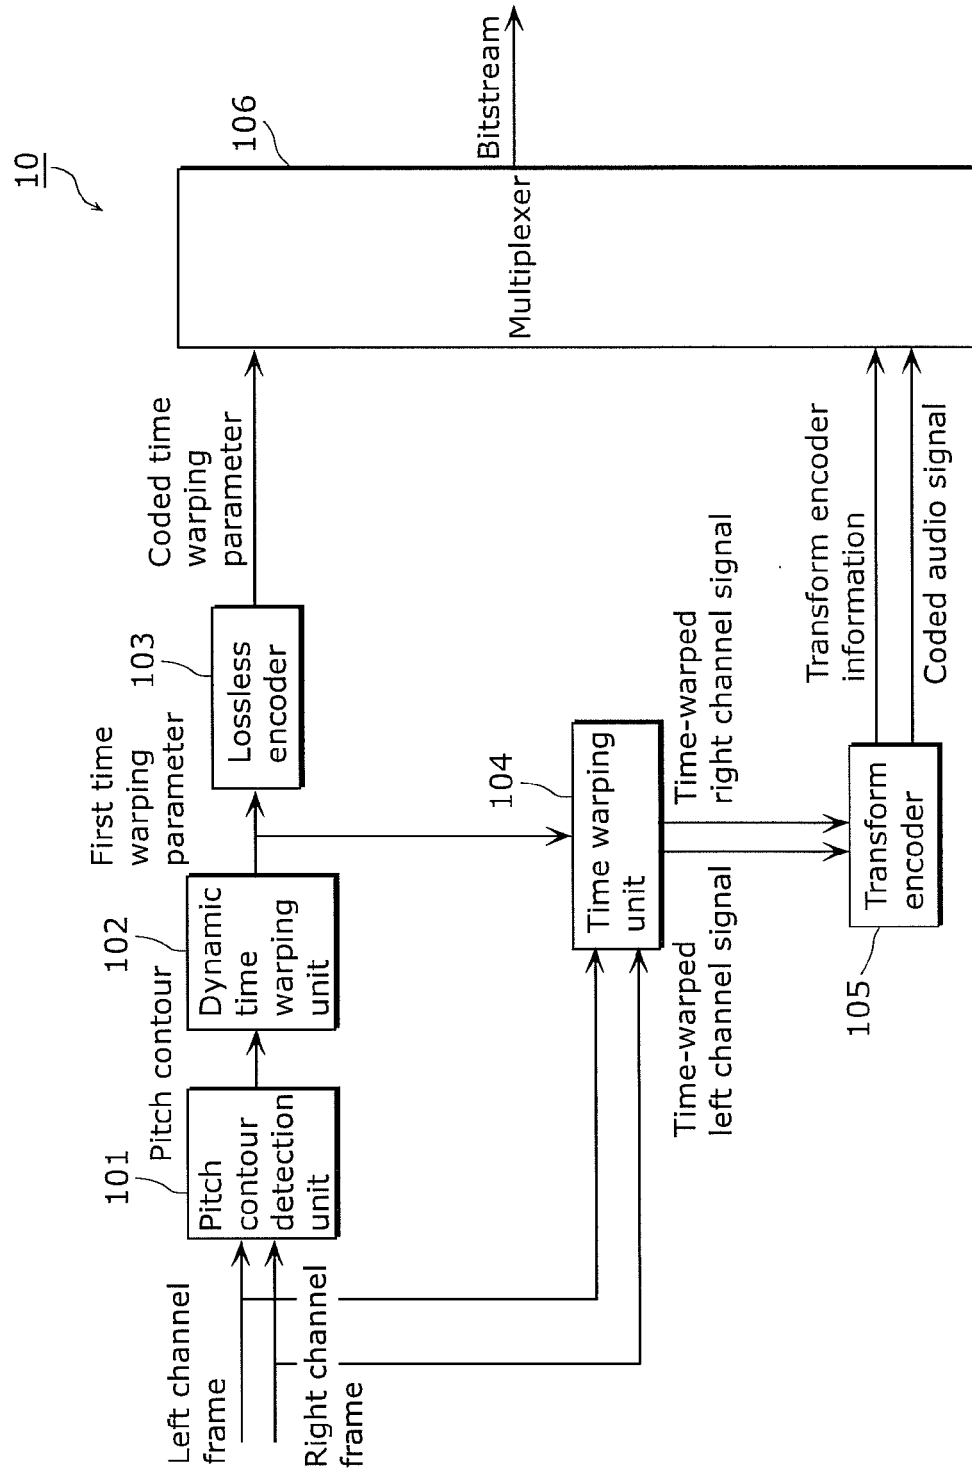 10
106
Multiplexer
Bitstream
Left channel
frame
Right channel
frame
101
Pitch
contour
detection
unit
Pitch contour
102
Dynamic
time
warping
unit
First time
warping
parameter
103
Lossless
encoder
Coded time
warping
parameter
104
Time warping
unit
Time-warped
left channel signal
Time-warped
right channel signal
105
Transform
encoder
Transform encoder
information
Coded audio signal